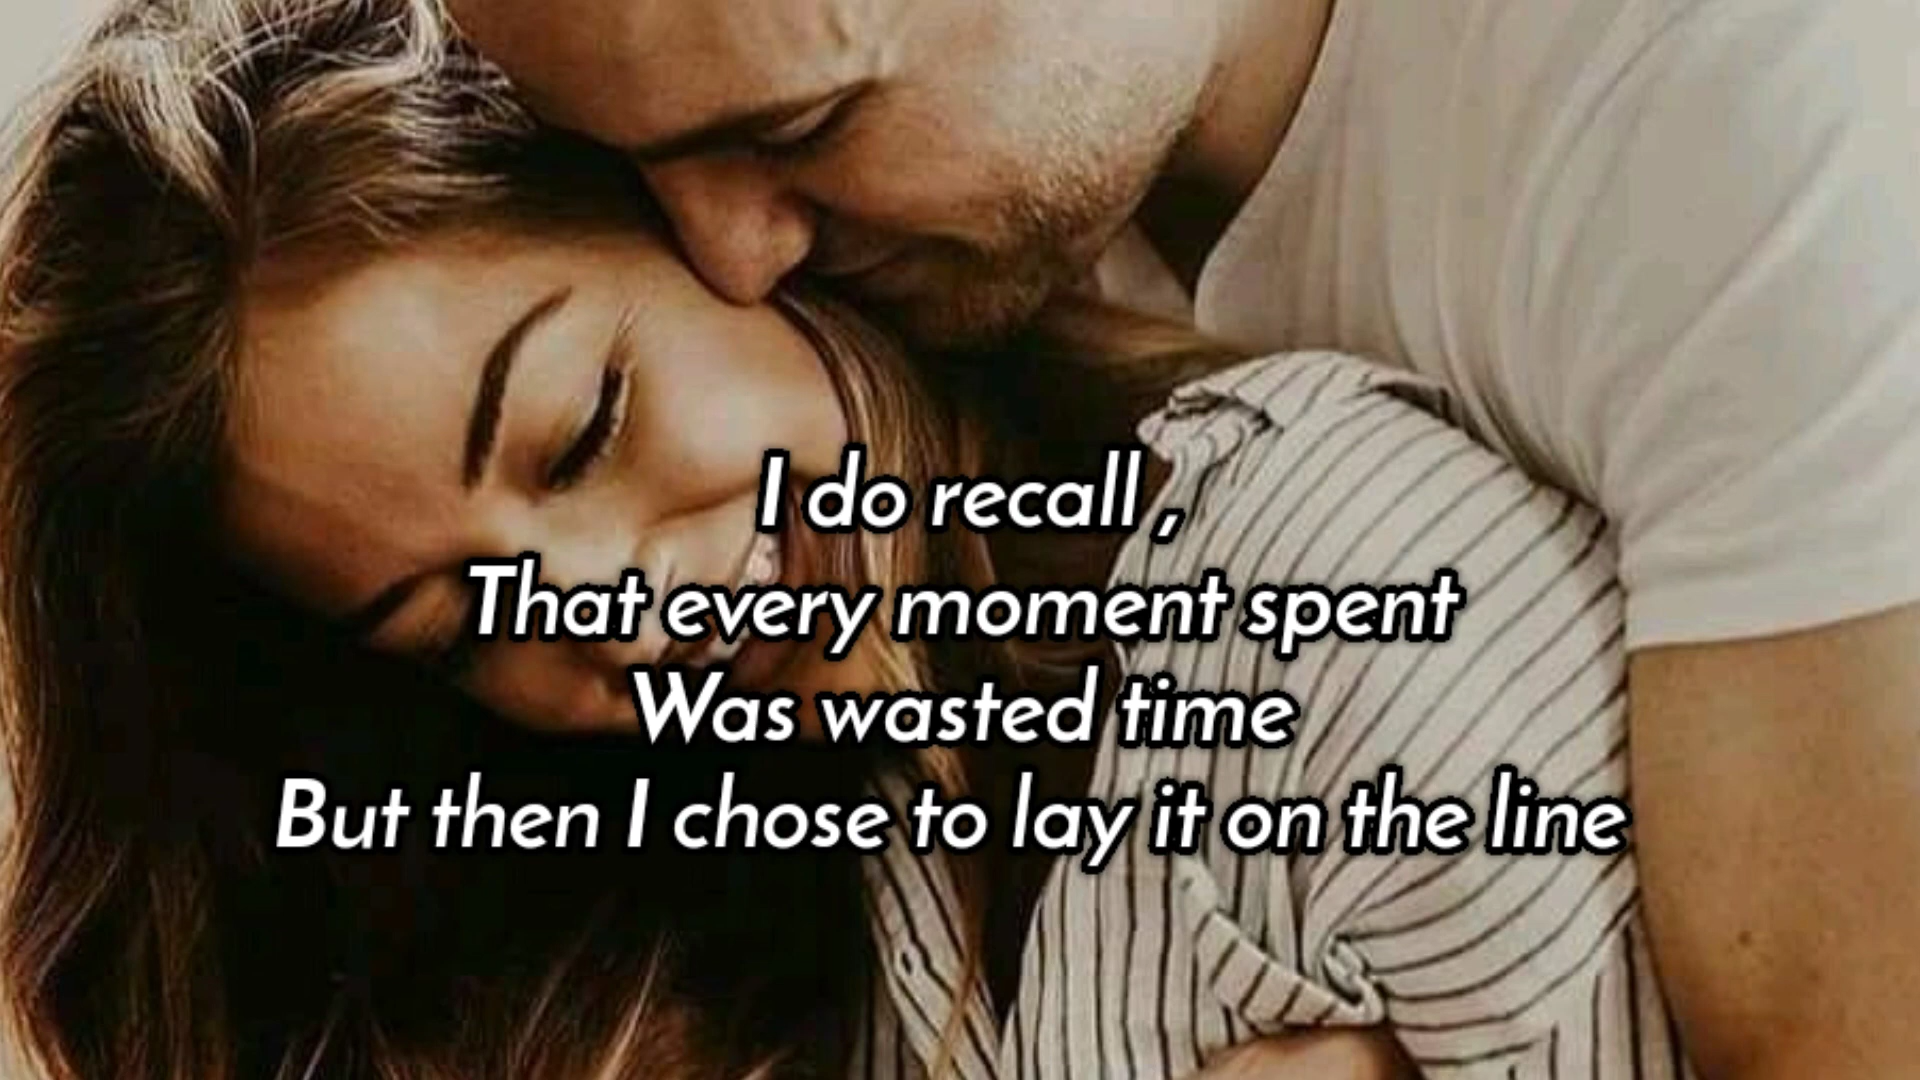 I do recall ,
That every moment spent
Was wasted time
But then I chose to lay it on the line